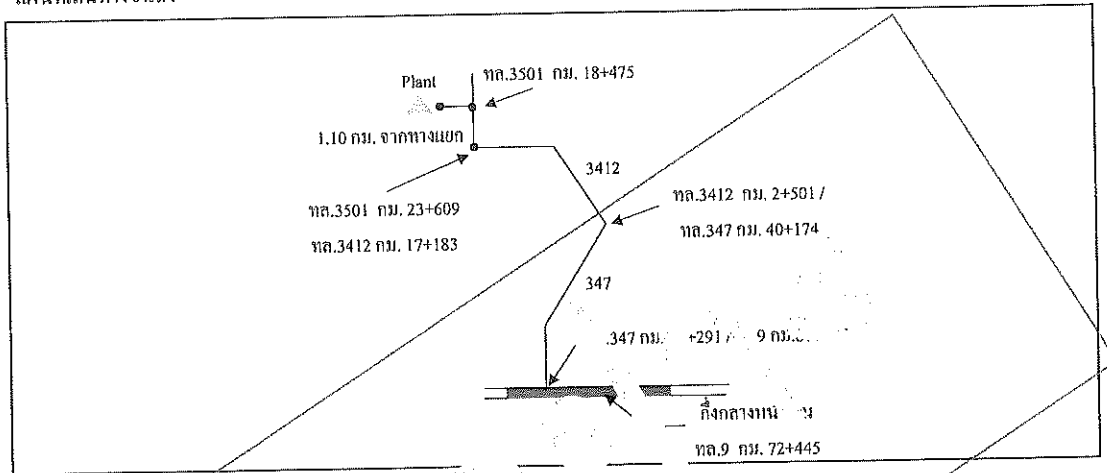 Plant
ทล.3501 กม. 18+475
1.10 กม. จากทางแยก
3412
ทล.3501 กม. 23+609
ทล.3412 กม. 17+183
ทล.3412 กม. 2+501 /
ทล.347 กม. 40+174
347
.347 กม. +291 / 9 กม.
กึ่งกลาง
ทล.9 กม. 72+445